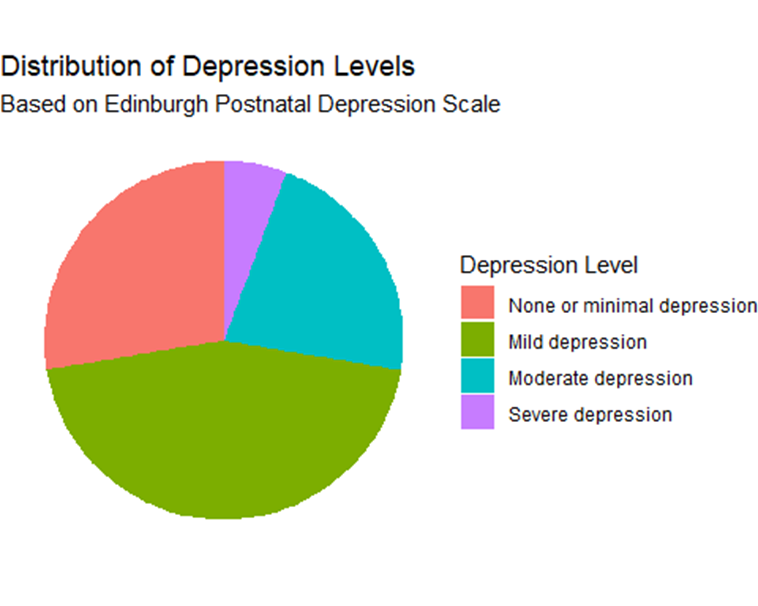 Distribution of Depression Levels
Based on Edinburgh Postnatal Depression Scale
Depression Level
None or minimal depression
Mild depression
Moderate depression
Severe depression